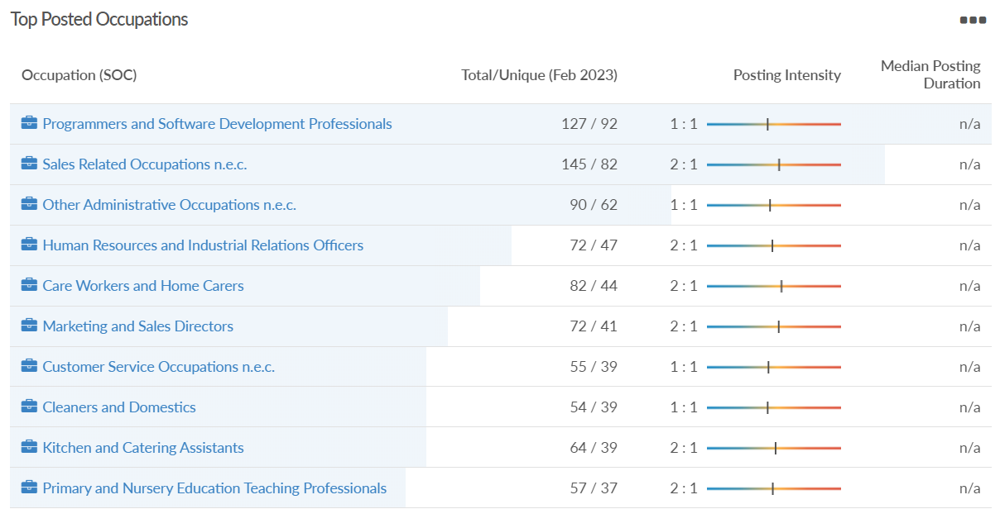 Top Posted Occupations
Occupation (SOC) Total/Unique (Feb 2023) Posting Intensity Median Posting Duration
Programmers and Software Development Professionals 127 / 92 1 : 1 n/a
Sales Related Occupations n.e.c. 145 / 82 2 : 1 n/a
Other Administrative Occupations n.e.c. 90 / 62 1 : 1 n/a
Human Resources and Industrial Relations Officers 72 / 47 2 : 1 n/a
Care Workers and Home Carers 82 / 44 2 : 1 n/a
Marketing and Sales Directors 72 / 41 2 : 1 n/a
Customer Service Occupations n.e.c. 55 / 39 1 : 1 n/a
Cleaners and Domestics 54 / 39 1 : 1 n/a
Kitchen and Catering Assistants 64 / 39 2 : 1 n/a
Primary and Nursery Education Teaching Professionals 57 / 37 2 : 1 n/a